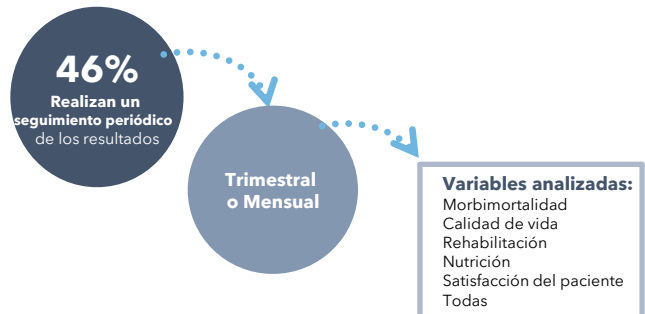 46%
Realizan un
seguimiento periódico
de los resultados
Trimestral
o Mensual
Variables analizadas:
Morbimortalidad
Calidad de vida
Rehabilitación
Nutrición
Satisfacción del paciente
Todas